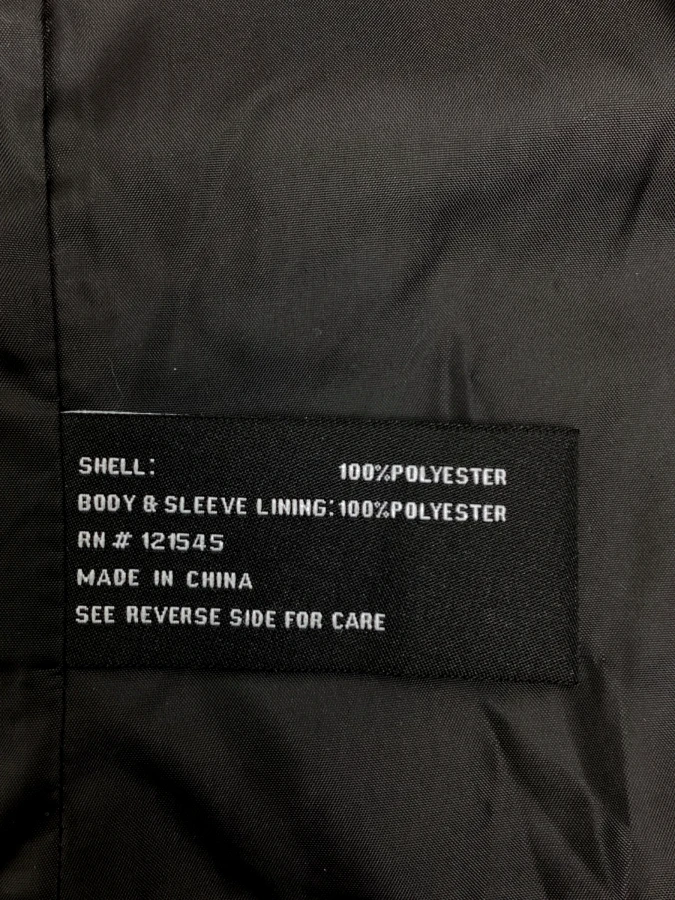 SHELL: 100%POLYESTER
BODY & SLEEVE LINING:100%POLYESTER
RN # 121545
MADE IN CHINA
SEE REVERSE SIDE FOR CARE